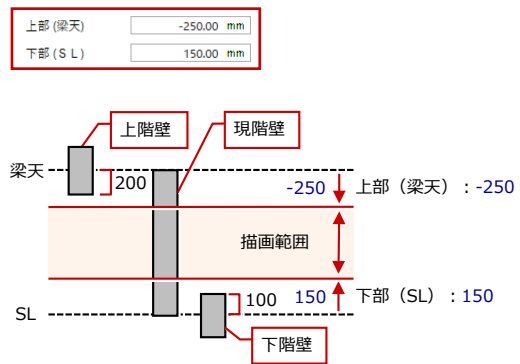 上部(梁天) -250.00 mm
下部(ＳＬ) 150.00 mm
上階壁
現階壁
梁天
200
-250
上部（梁天）：-250
描画範囲
100
150
下部（SL）：150
SL
下階壁